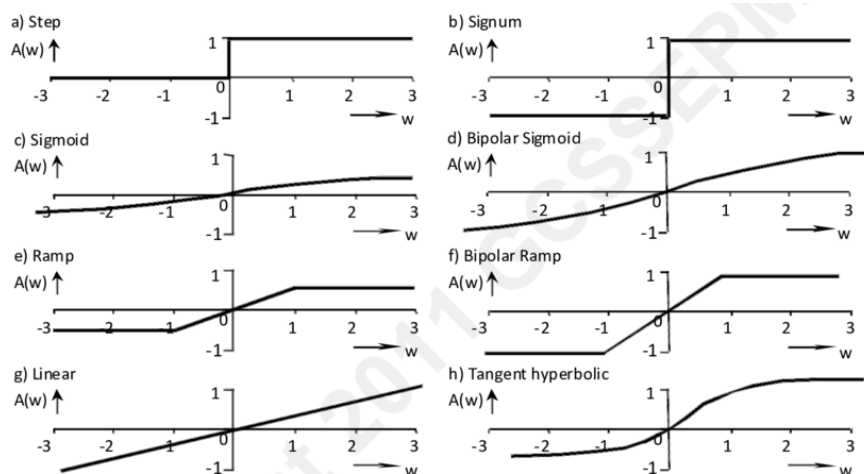 a) Step
A(w)
1
-3 -2 -1 0 1 2 3
-1
w
b) Signum
A(w)
1
-3 -2 -1 0 1 2 3
-1
w
c) Sigmoid
A(w)
1
-3 -2 -1 0 1 2 3
-1
w
d) Bipolar Sigmoid
A(w)
1
-3 -2 -1 0 1 2 3
-1
w
e) Ramp
A(w)
1
-3 -2 -1 0 1 2 3
-1
w
f) Bipolar Ramp
A(w)
1
-3 -2 -1 0 1 2 3
-1
w
g) Linear
A(w)
1
-3 -2 -1 0 1 2 3
-1
w
h) Tangent hyperbolic
A(w)
1
-3 -2 -1 0 1 2 3
-1
w
2011 GCSSEPM